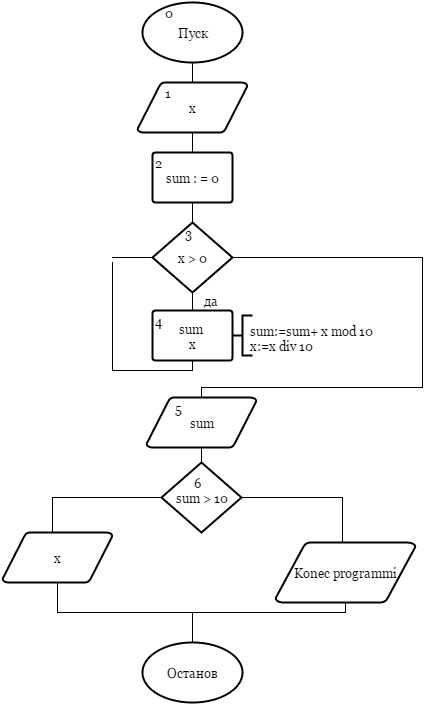 0
Пуск
1
x
2
sum : = 0
3
x > 0
да
4
sum
x
sum:=sum+ x mod 10
x:=x div 10
5
sum
6
sum > 10
x
Konec programmi
Останов